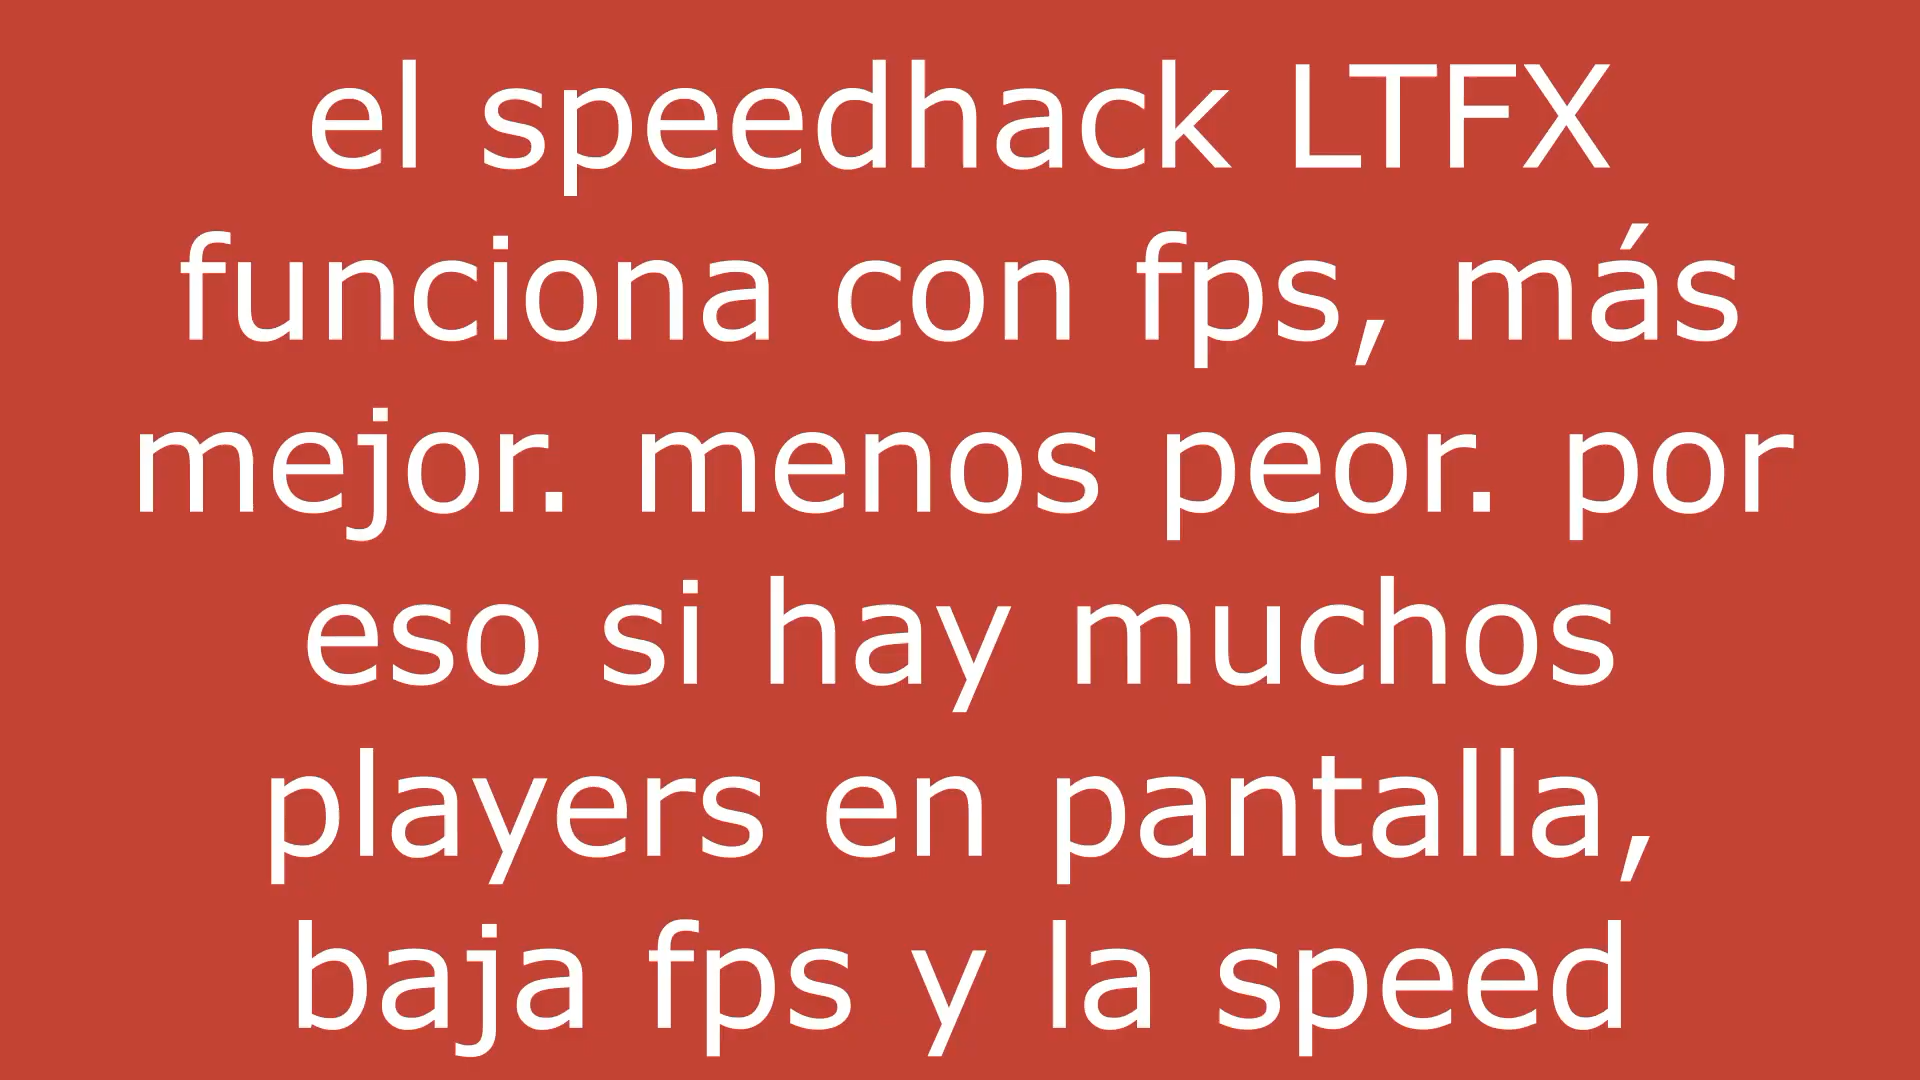 el speedhack LTFX
funciona con fps, más
mejor. menos peor. por
eso si hay muchos
players en pantalla,
baja fps y la speed